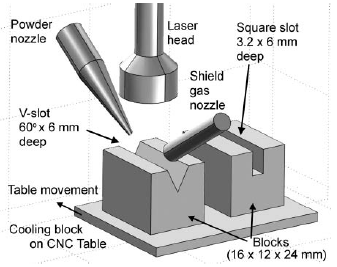 Powder
nozzle
Laser
head
Square slot
3.2 x 6 mm
deep
Shield
gas
nozzle
V-slot
60º x 6 mm
deep
Table movement
Cooling block
on CNC Table
Blocks
(16 x 12 x 24 mm)